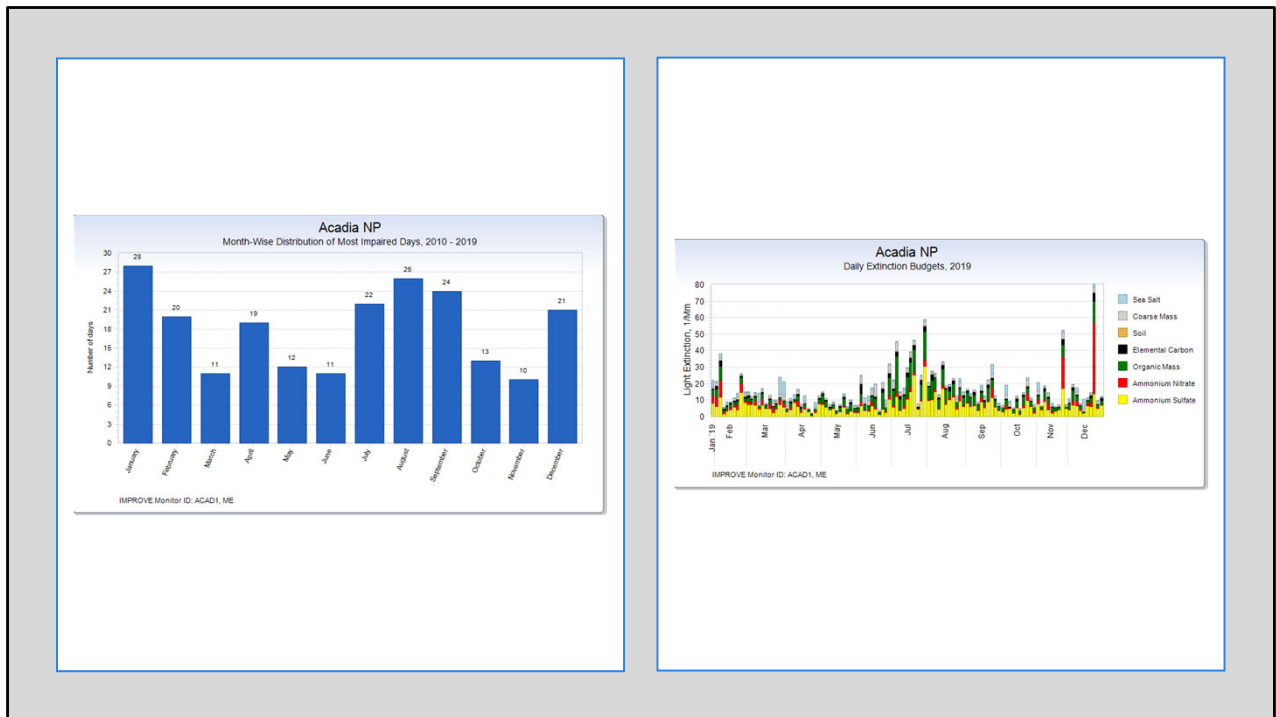 Acadia NP
Month-Wise Distribution of Most Impaired Days, 2010 - 2019
Number of days
30
27
24
21
18
15
12
9
6
3
0
28
20
11
19
12
11
22
26
24
13
10
21
January
February
March
April
May
June
July
August
September
October
November
December
IMPROVE Monitor ID: ACAD1, ME
Acadia NP
Daily Extinction Budgets, 2019
Light Extinction, 1/Mm
80
70
60
50
40
30
20
10
0
Jan '19
Feb
Mar
Apr
May
Jun
Jul
Aug
Sep
Oct
Nov
Dec
Sea Salt
Coarse Mass
Soil
Elemental Carbon
Organic Mass
Ammonium Nitrate
Ammonium Sulfate
IMPROVE Monitor ID: ACAD1, ME